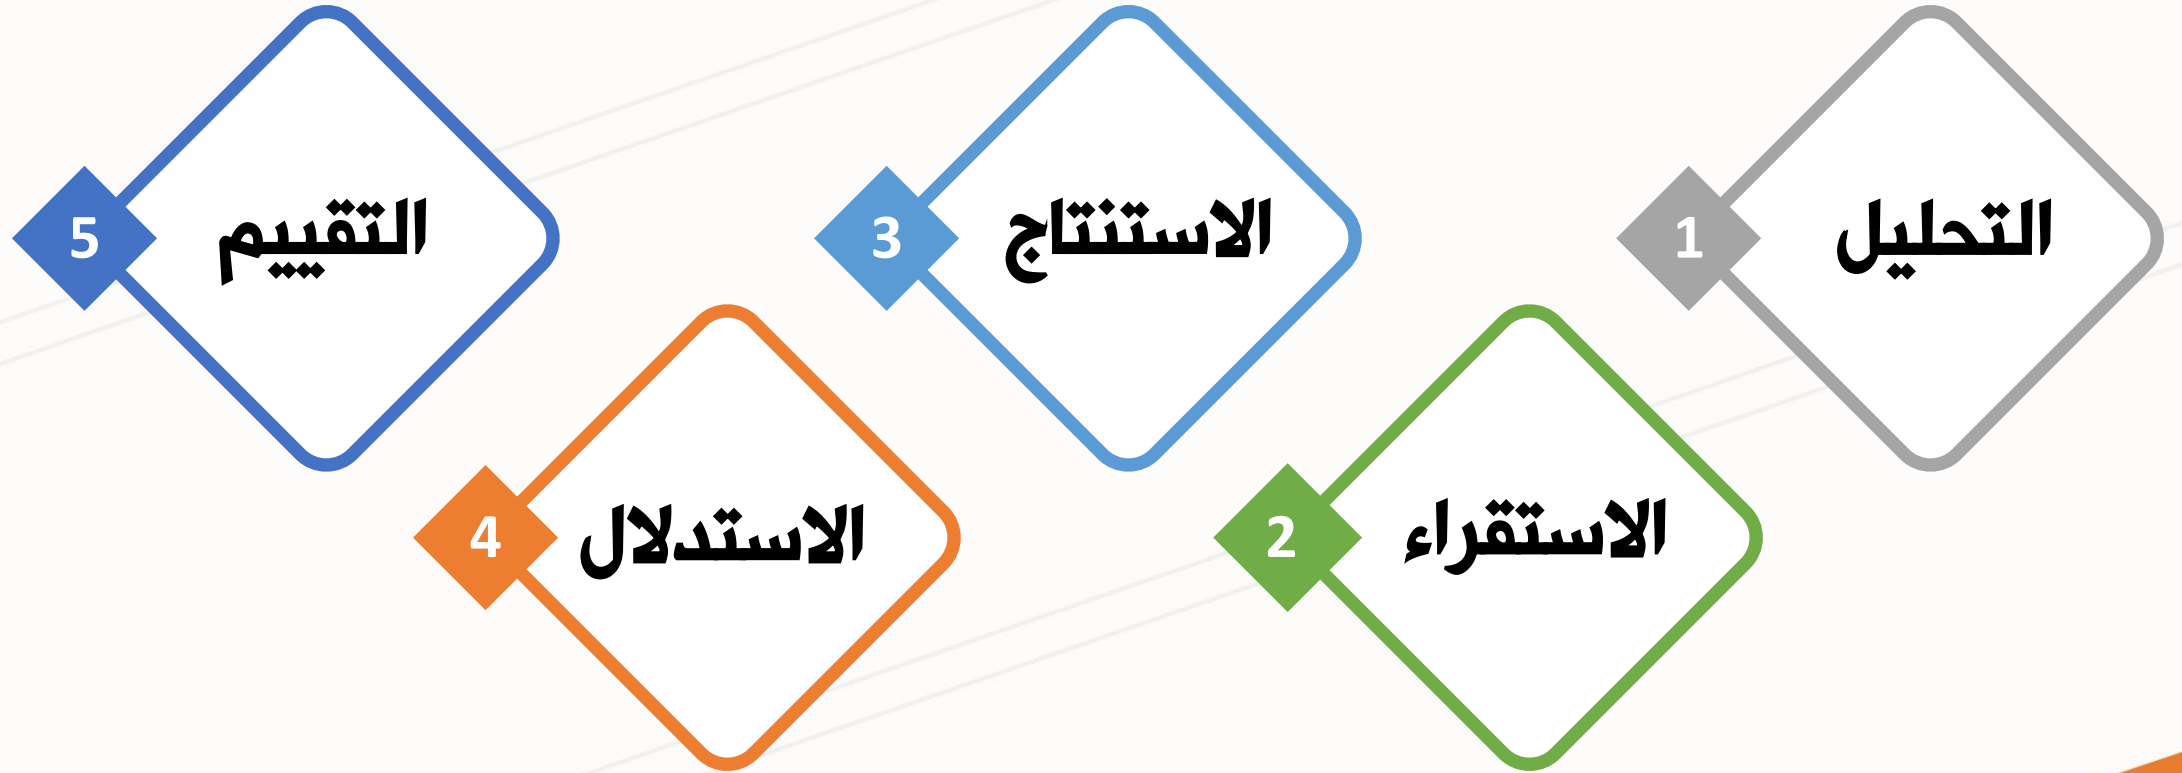 التحليل
1
الاستقراء
2
الاستنتاج
3
الاستدلال
4
التقييم
5